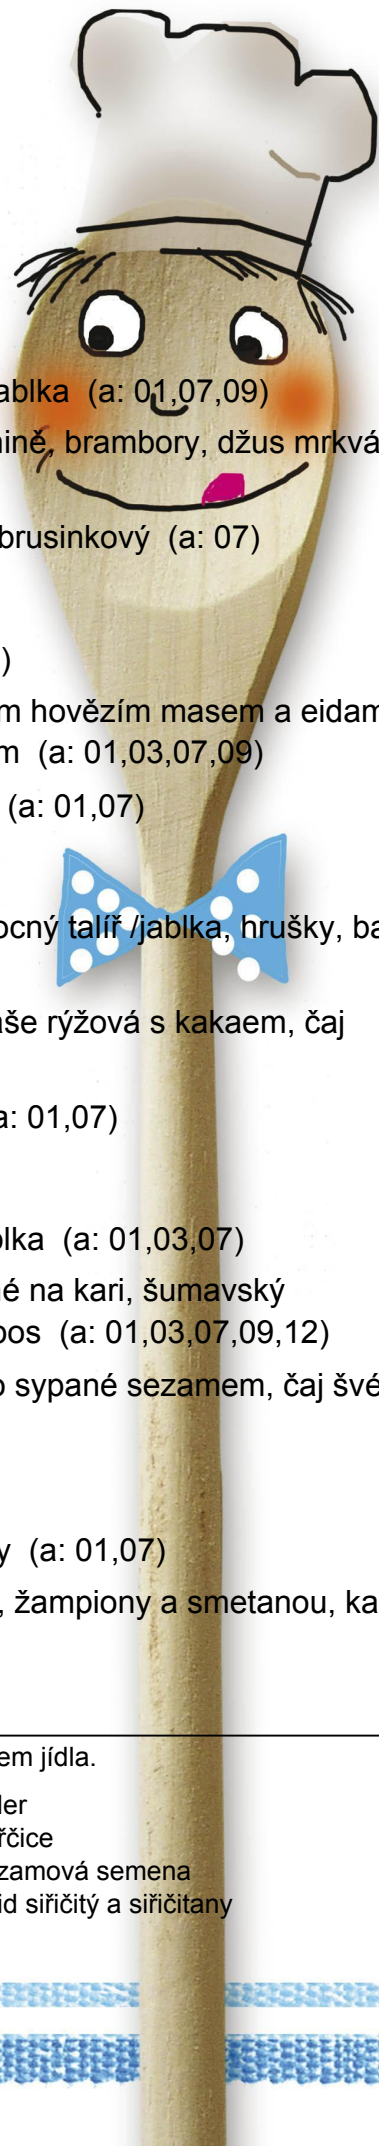 ablka (a: 01,07,09)
nině, brambory, džus mrkvá
brusinkový (a: 07)
)
m hovězím masem a eidam
m (a: 01,03,07,09)
(a: 01,07)
ocný talíř /jablka, hrušky, ba
aše rýžová s kakaem, čaj
a: 01,07)
olka (a: 01,03,07)
né na kari, šumavský
pos (a: 01,03,07,09,12)
o sypané sezamem, čaj švé
y (a: 01,07)
, žampiony a smetanou, ka
em jídla.
ler
řčice
zamová semena
id siřičitý a siřičitany